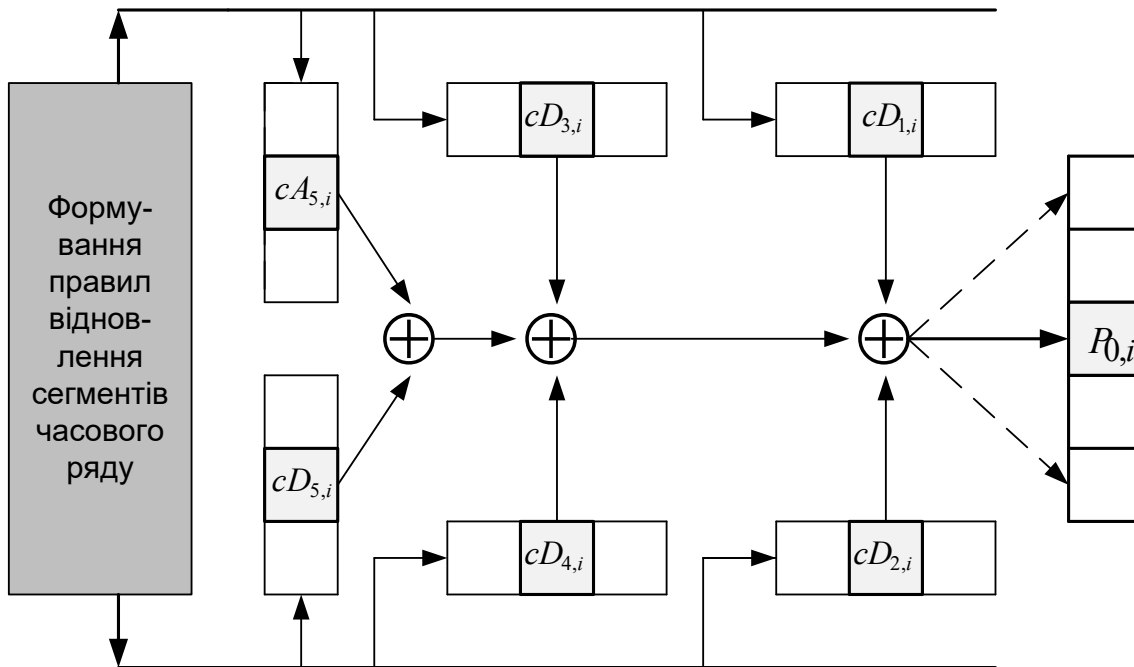 Форму-
вання
правил
віднов-
лення
сегментів
часового
ряду
cA5,i
cD5,i
cD3,i
cD4,i
cD1,i
cD2,i
P0,i